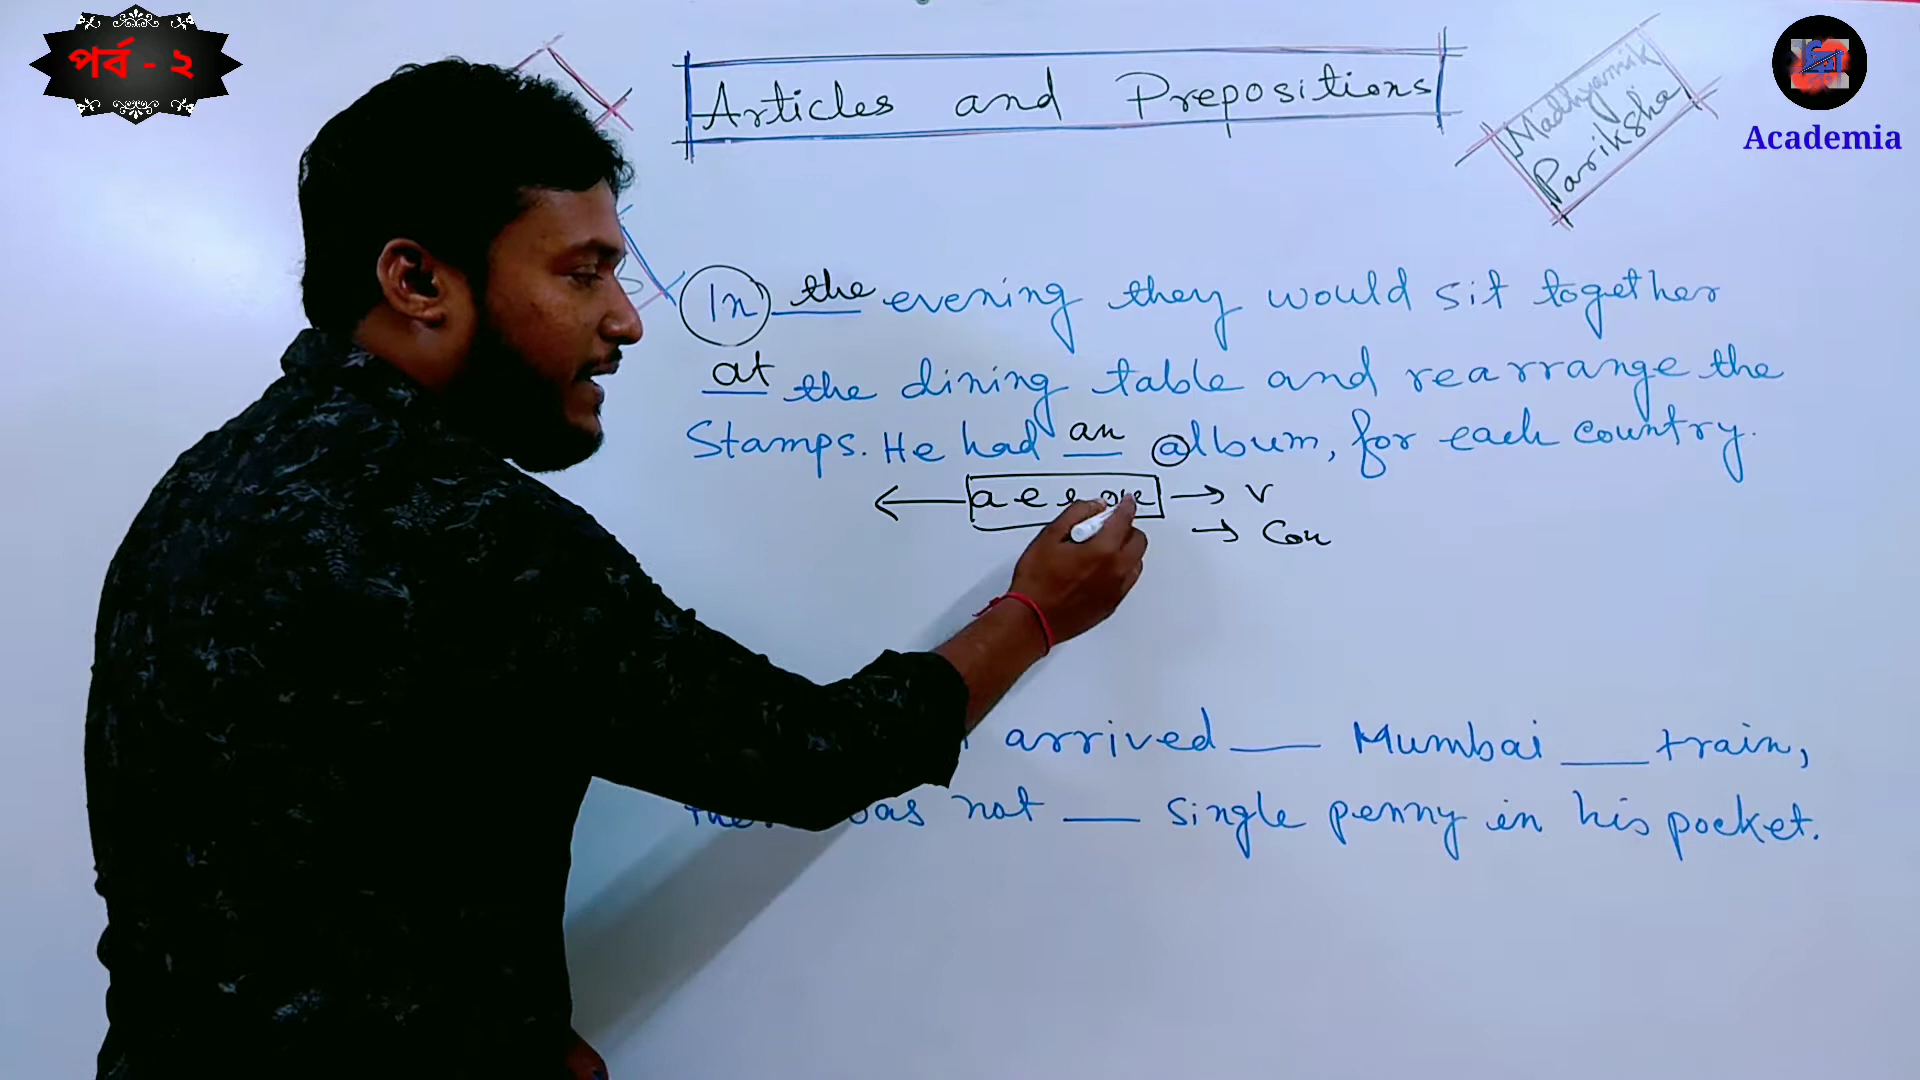 পর্ব - ২
Articles and Prepositions
Madhyamik
Pariksha
Academia
In the evening they would sit together
at the dining table and rearrange the
Stamps. He had an album, for each country.
a e i o u → v
→ Con
arrived ___ Mumbai ___ train,
not ___ single penny in his pocket.